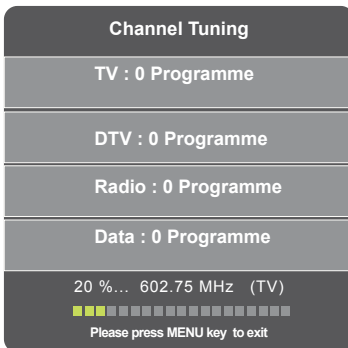 Channel Tuning
TV : 0 Programme
DTV : 0 Programme
Radio : 0 Programme
Data : 0 Programme
20 %... 602.75 MHz (TV)
Please press MENU key to exit